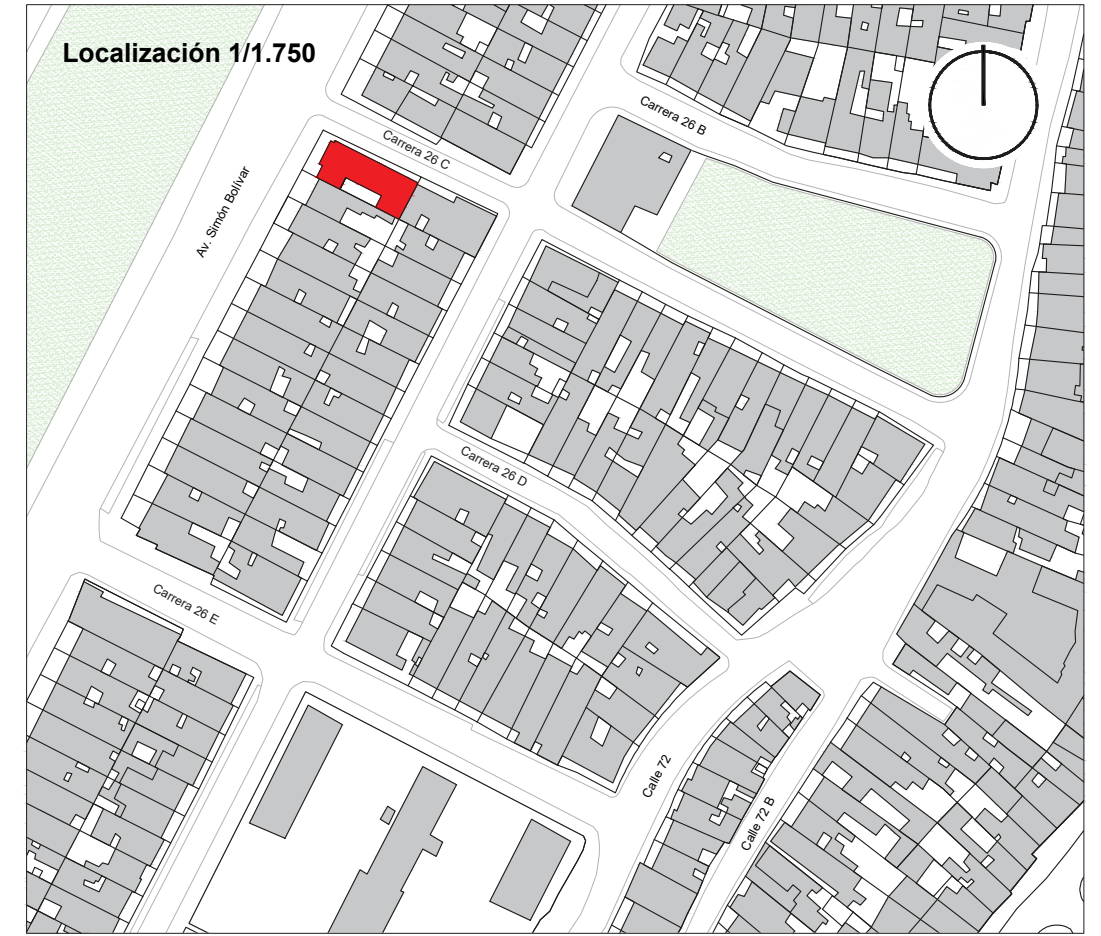 Localización 1/1.750
Carrera 26 B
Carrera 26 C
Av. Simón Bolívar
Carrera 26 D
Carrera 26 E
Calle 72
Calle 72 B